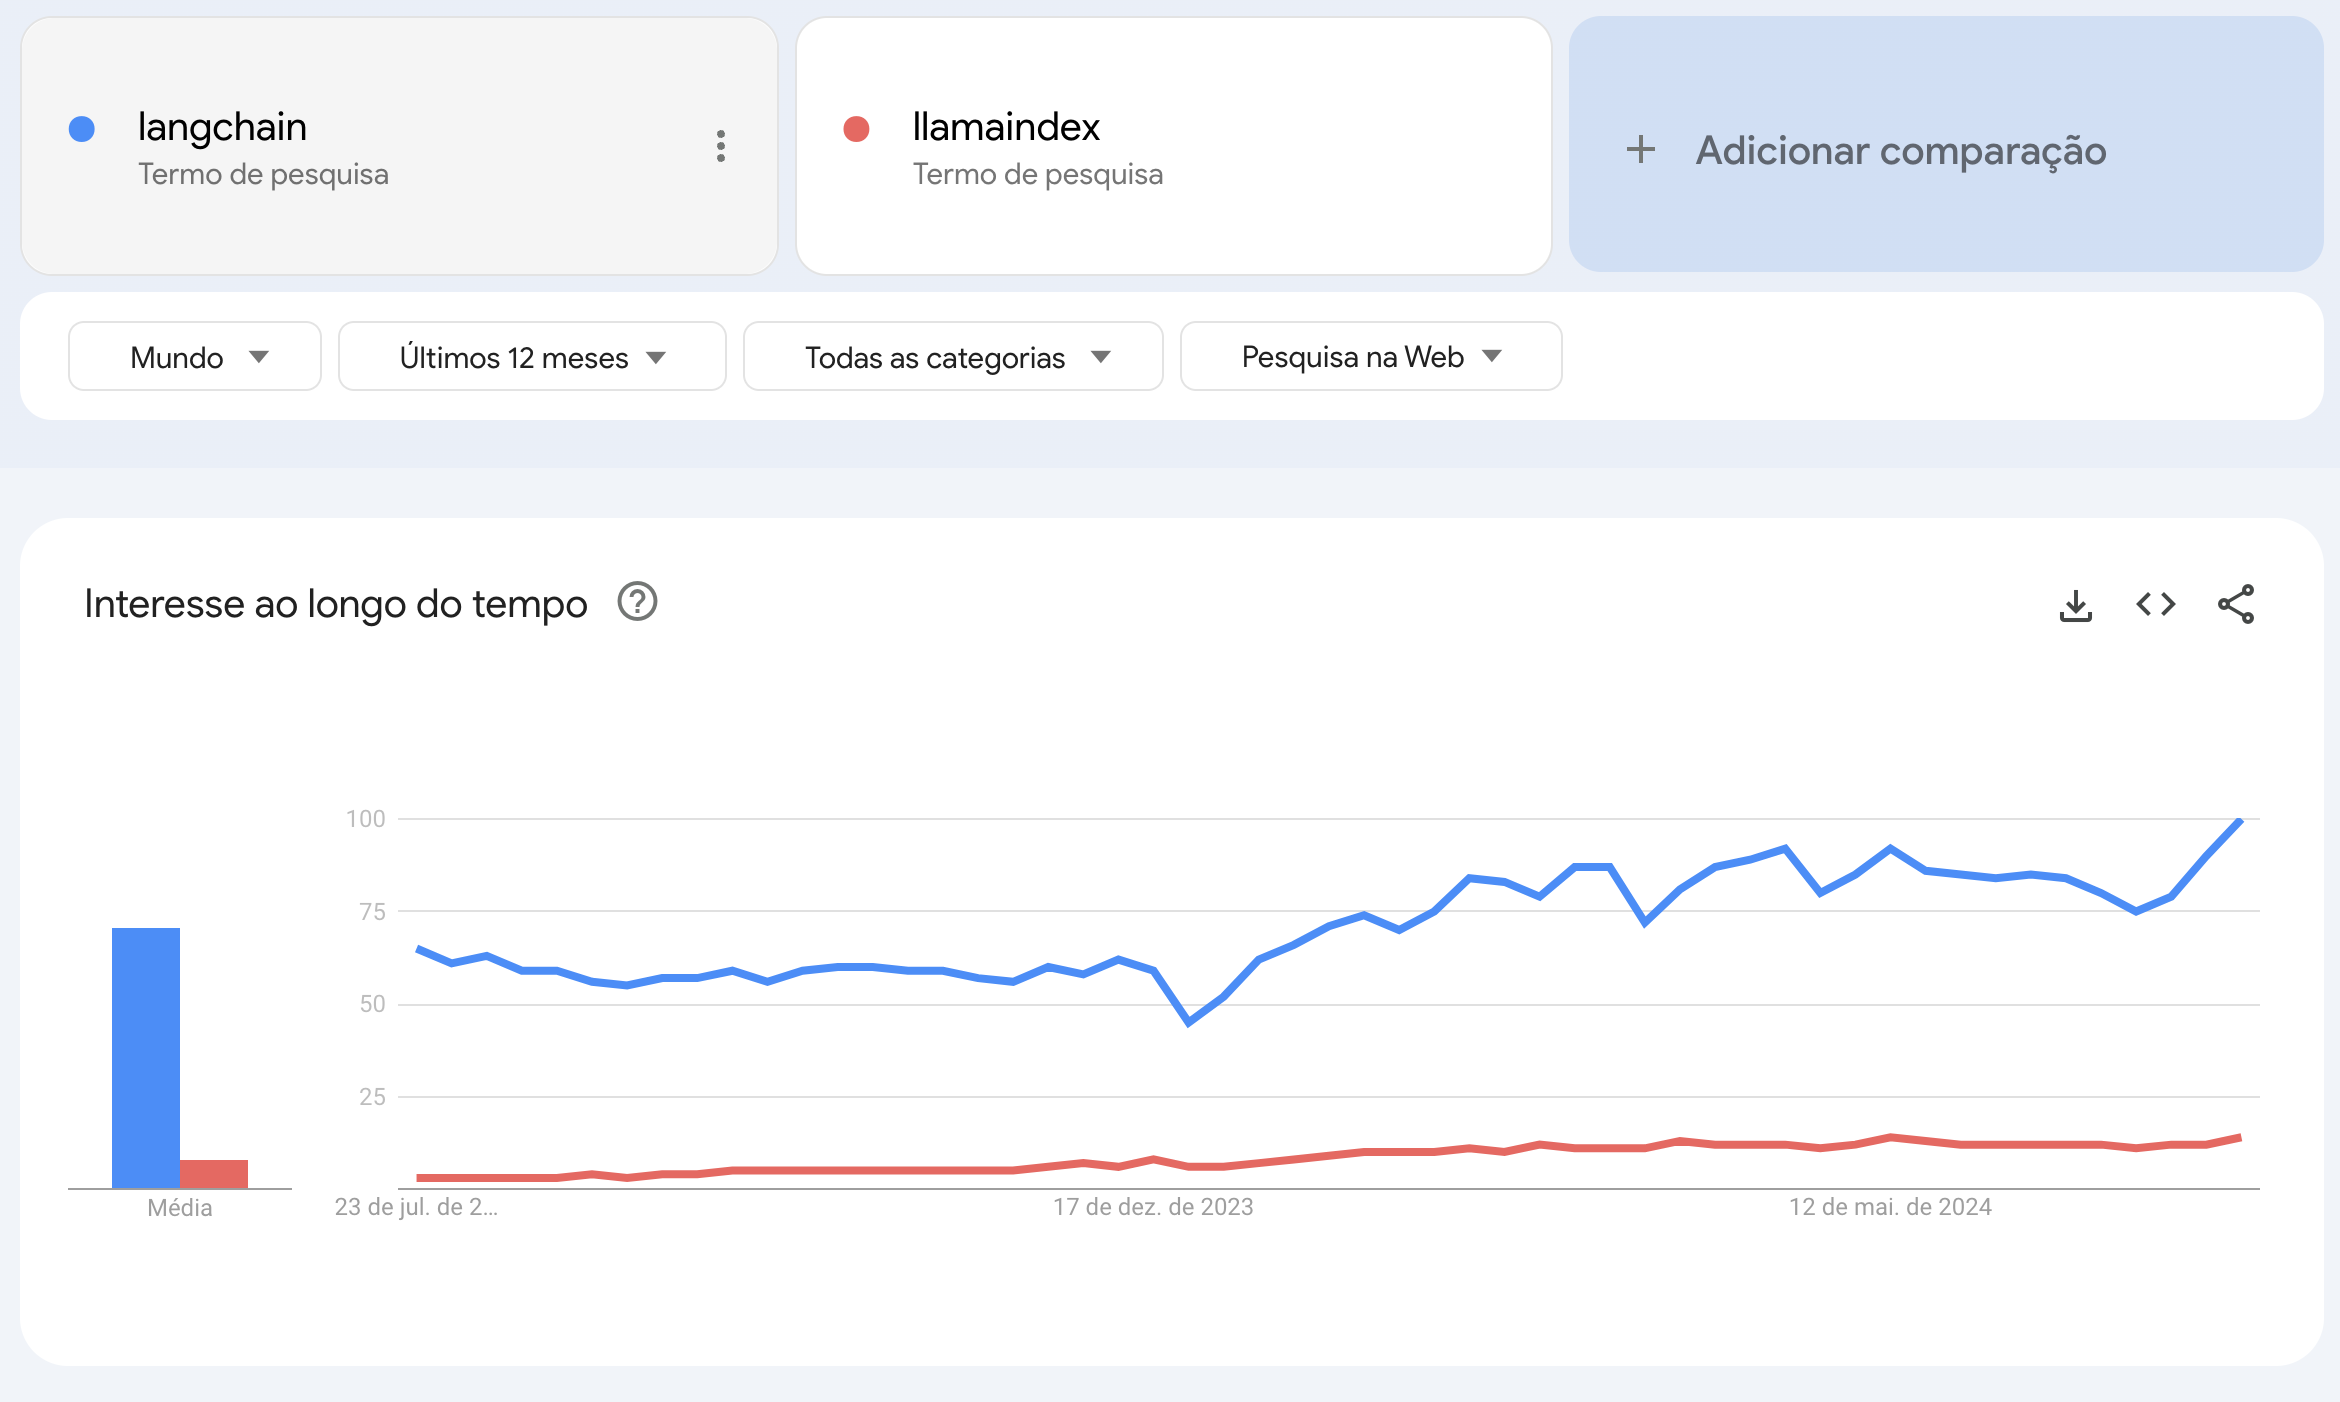 langchain
Termo de pesquisa
llamaindex
Termo de pesquisa
+ Adicionar comparação
Mundo
Últimos 12 meses
Todas as categorias
Pesquisa na Web
Interesse ao longo do tempo
?
100
75
50
25
Média
23 de jul. de 2...
17 de dez. de 2023
12 de mai. de 2024